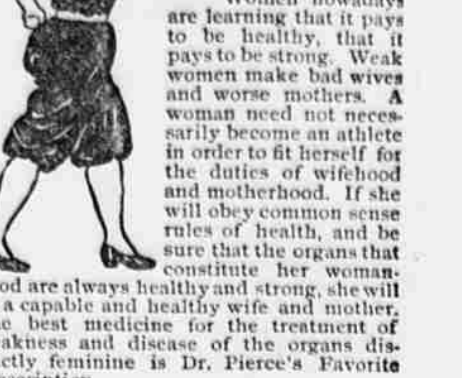 Women nowadays
are learning that it pays
to be healthy, that it
pays to be strong. Weak
women make bad wives
and worse mothers. A
woman need not neces-
sarily become an athlete
in order to fit herself for
the duties of wifehood
and motherhood. If she
will obey common sense
rules of health, and be
sure that the organs that
constitute her woman-
od are always healthy and strong, she will
a capable and healthy wife and mother.
best medicine for the treatment of
akness and disease of the organs dis-
ctly feminine is Dr. Pierce's Favorite